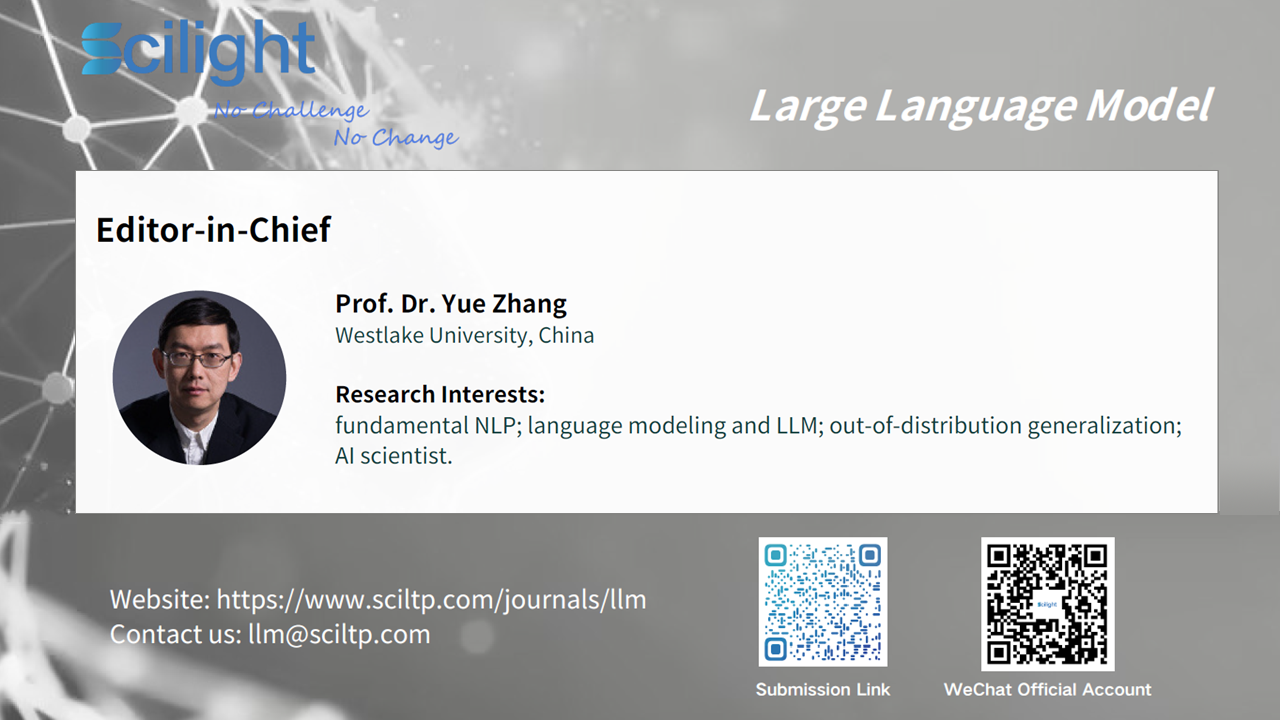 Scilight
No Challenge
No Change
Large Language Model
Editor-in-Chief
Prof. Dr. Yue Zhang
Westlake University, China
Research Interests:
fundamental NLP; language modeling and LLM; out-of-distribution generalization;
AI scientist.
Website: https://www.sciltp.com/journals/llm
Contact us: llm@sciltp.com
Scilight
Submission Link
WeChat Official Account